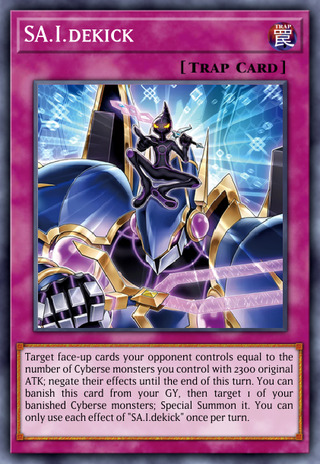 SA.I.dekick
TRAP
罠
[ Trap Card ]
Target face-up cards your opponent controls equal to the
number of Cyberse monsters you control with 2300 original
ATK; negate their effects until the end of this turn. You can
banish this card from your GY, then target 1 of your
banished Cyberse monsters; Special Summon it. You can
only use each effect of "SA.I.dekick" once per turn.